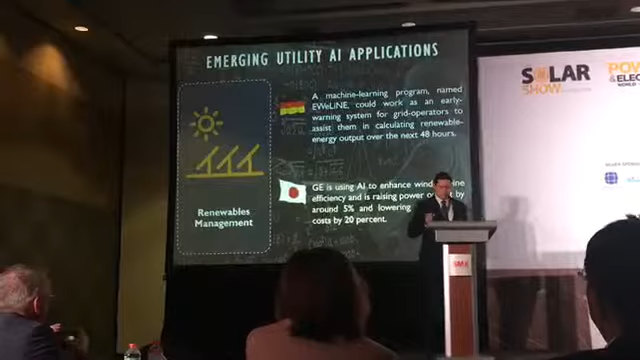 EMERGING UTILITY AI APPLICATIONS
A machine-learning program, named
EWeLiNE, could work as an early-
warning system for grid-operators to
assist them in calculating renewable-
energy output over the next 48 hours.
GE is using AI to enhance wind
efficiency and is raising power by
around 5% and lowering
costs by 20 percent.
Renewables
Management
SOLAR
SHOW
POW
& ELEC
WORLD